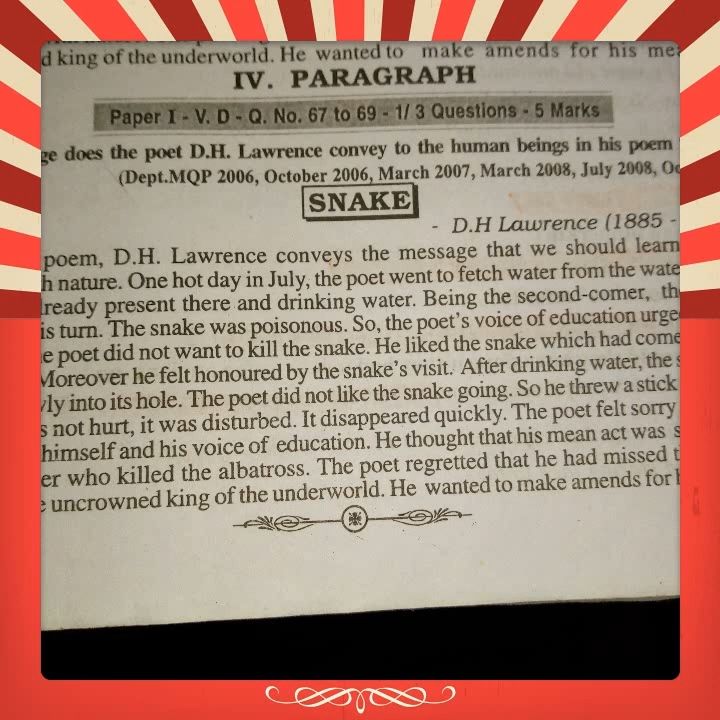 d king of the underworld. He wanted to make amends for his me
IV. PARAGRAPH
Paper I - V. D - Q. No. 67 to 69 - 1/ 3 Questions - 5 Marks
ge does the poet D.H. Lawrence convey to the human beings in his poem
(Dept.MQP 2006, October 2006, March 2007, March 2008, July 2008, Oc
SNAKE
- D.H Lawrence (1885 -
poem, D.H. Lawrence conveys the message that we should learn
h nature. One hot day in July, the poet went to fetch water from the wate
ready present there and drinking water. Being the second-comer, th
is turn. The snake was poisonous. So, the poet's voice of education urge
e poet did not want to kill the snake. He liked the snake which had come
Moreover he felt honoured by the snake's visit. After drinking water, the s
ly into its hole. The poet did not like the snake going. So he threw a stick
s not hurt, it was disturbed. It disappeared quickly. The poet felt sorry
himself and his voice of education. He thought that his mean act was s
er who killed the albatross. The poet regretted that he had missed t
e uncrowned king of the underworld. He wanted to make amends for h